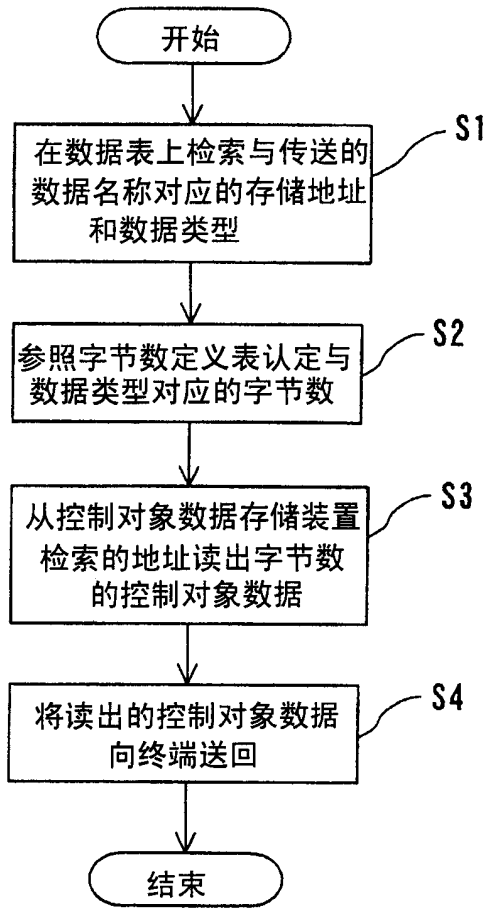 开始
S1
在数据表上检索与传送的
数据名称对应的存储地址
和数据类型
S2
参照字节数定义表认定与
数据类型对应的字节数
S3
从控制对象数据存储装置
检索的地址读出字节数
的控制对象数据
S4
将读出的控制对象数据
向终端送回
结束